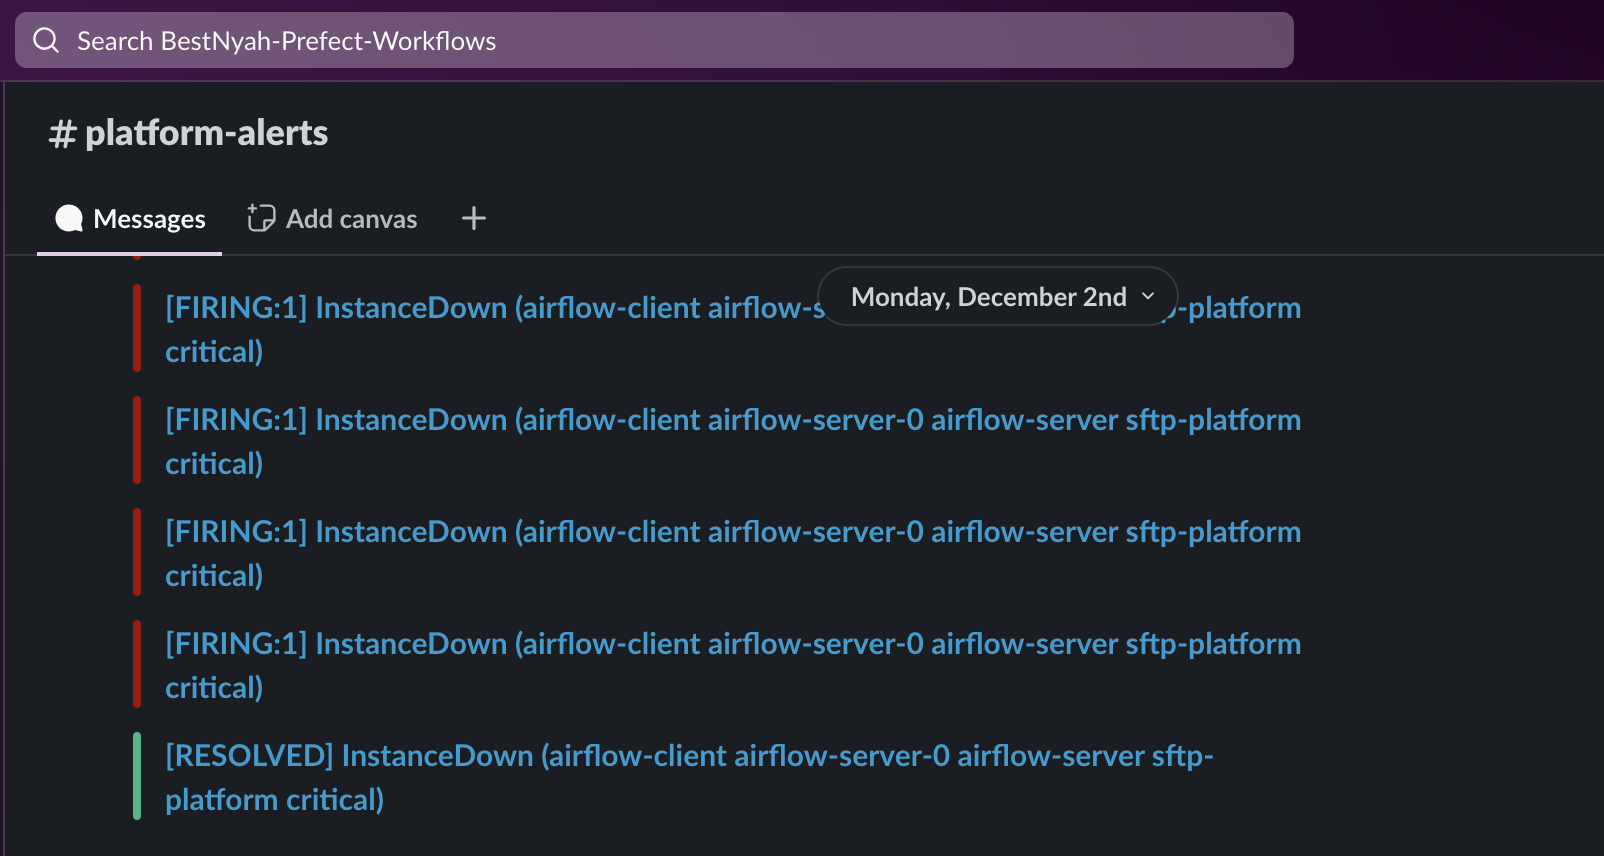 Search BestNyah-Prefect-Workflows
# platform-alerts
Messages
Add canvas
Monday, December 2nd
[FIRING:1] InstanceDown (airflow-client airflow-s p-platform
critical)
[FIRING:1] InstanceDown (airflow-client airflow-server-0 airflow-server sftp-platform
critical)
[FIRING:1] InstanceDown (airflow-client airflow-server-0 airflow-server sftp-platform
critical)
[FIRING:1] InstanceDown (airflow-client airflow-server-0 airflow-server sftp-platform
critical)
[RESOLVED] InstanceDown (airflow-client airflow-server-0 airflow-server sftp-
platform critical)